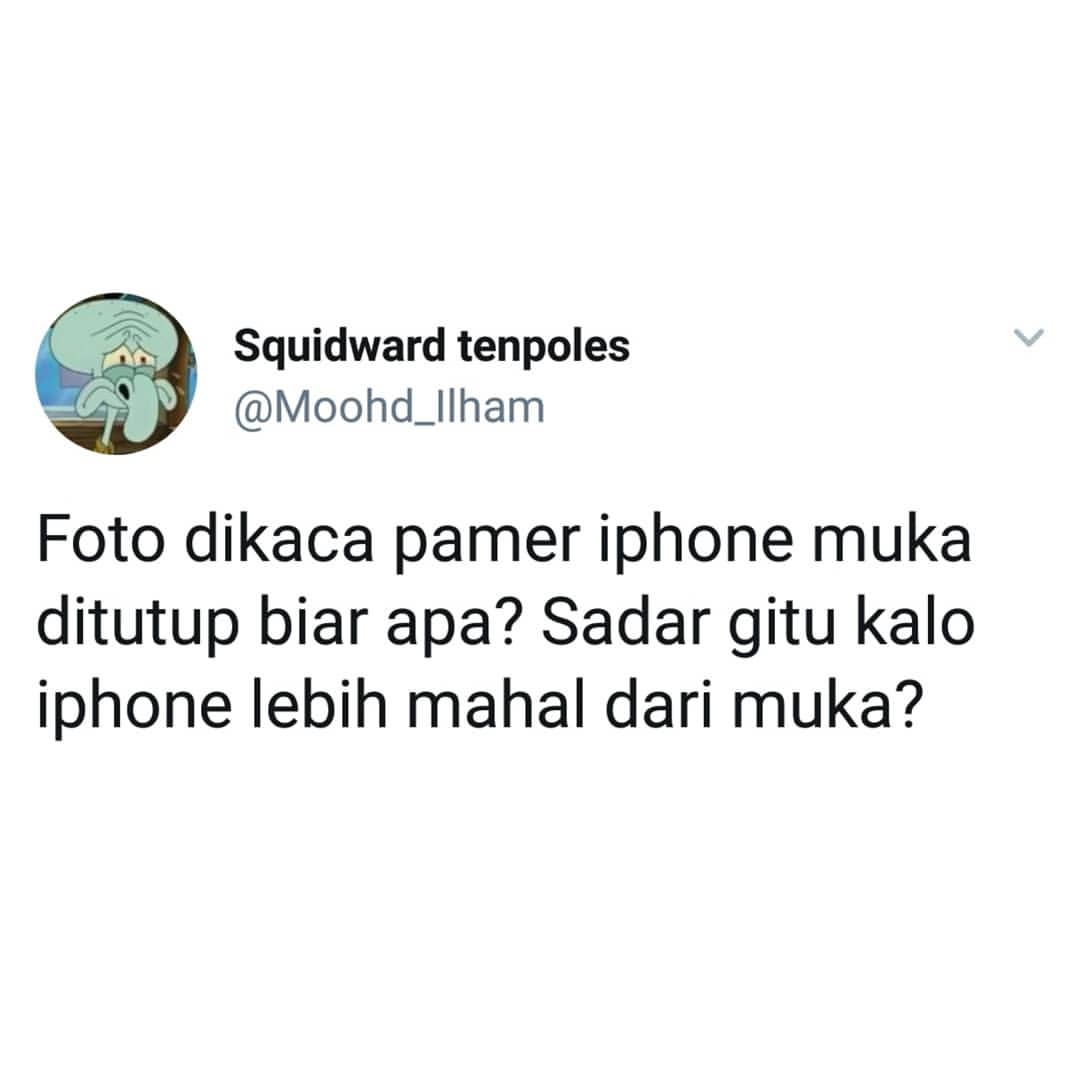 Squidward tenpoles
@Moohd_Ilham
Foto dikaca pamer iphone muka
ditutup biar apa? Sadar gitu kalo
iphone lebih mahal dari muka?